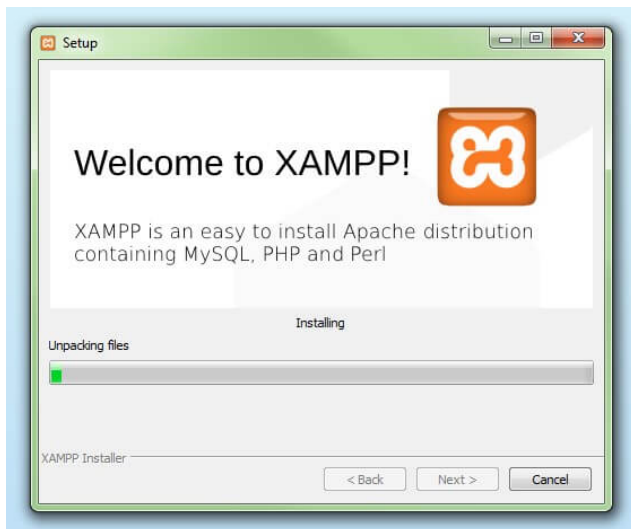 Setup
Welcome to XAMPP!
XAMPP is an easy to install Apache distribution
containing MySQL, PHP and Perl
Installing
Unpacking files
XAMPP Installer
< Back
Next >
Cancel